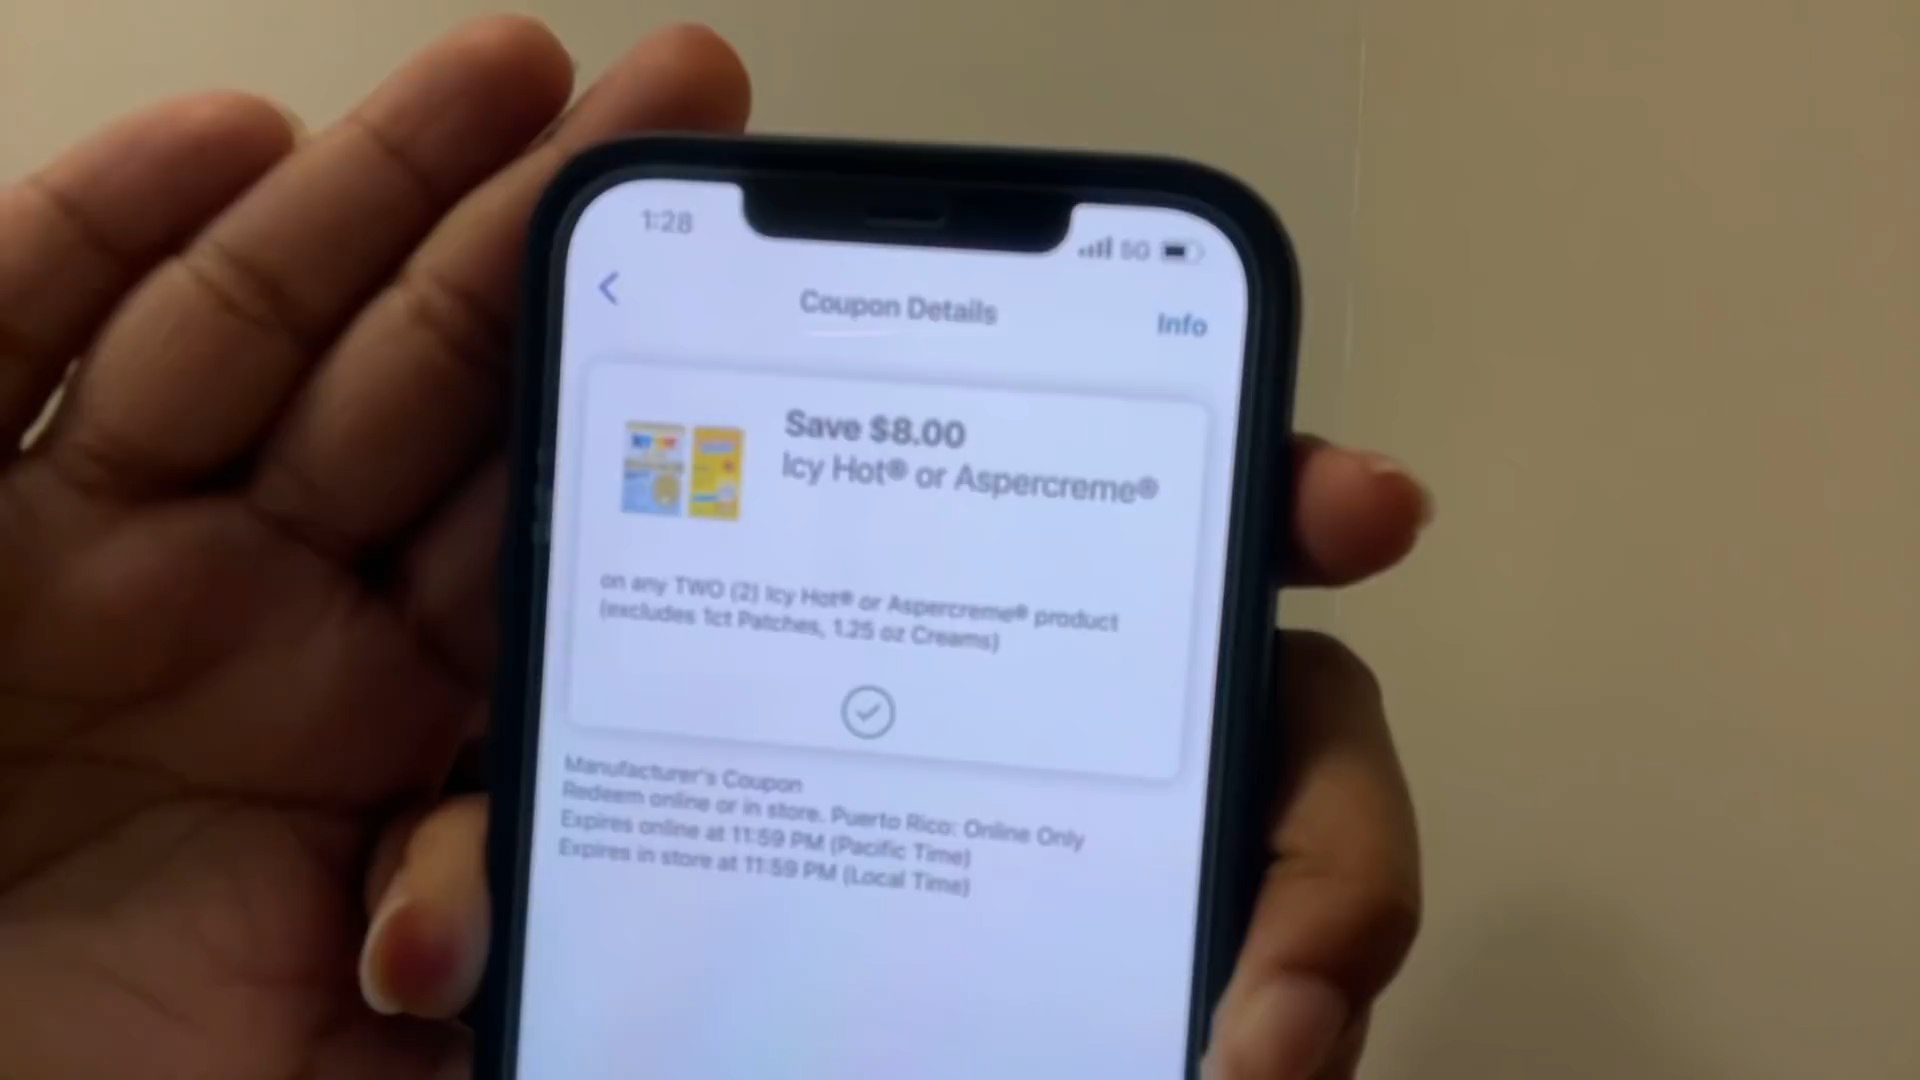 1:28
5G
Coupon Details
Info
Save $8.00
Icy Hot® or Aspercreme®
on any TWO (2) Icy Hot® or Aspercreme® product
(excludes 1ct Patches, 1.25 oz Creams)
Manufacturer's Coupon
Redeem online or in store. Puerto Rico: Online Only
Expires online at 11:59 PM (Pacific Time)
Expires in store at 11:59 PM (Local Time)